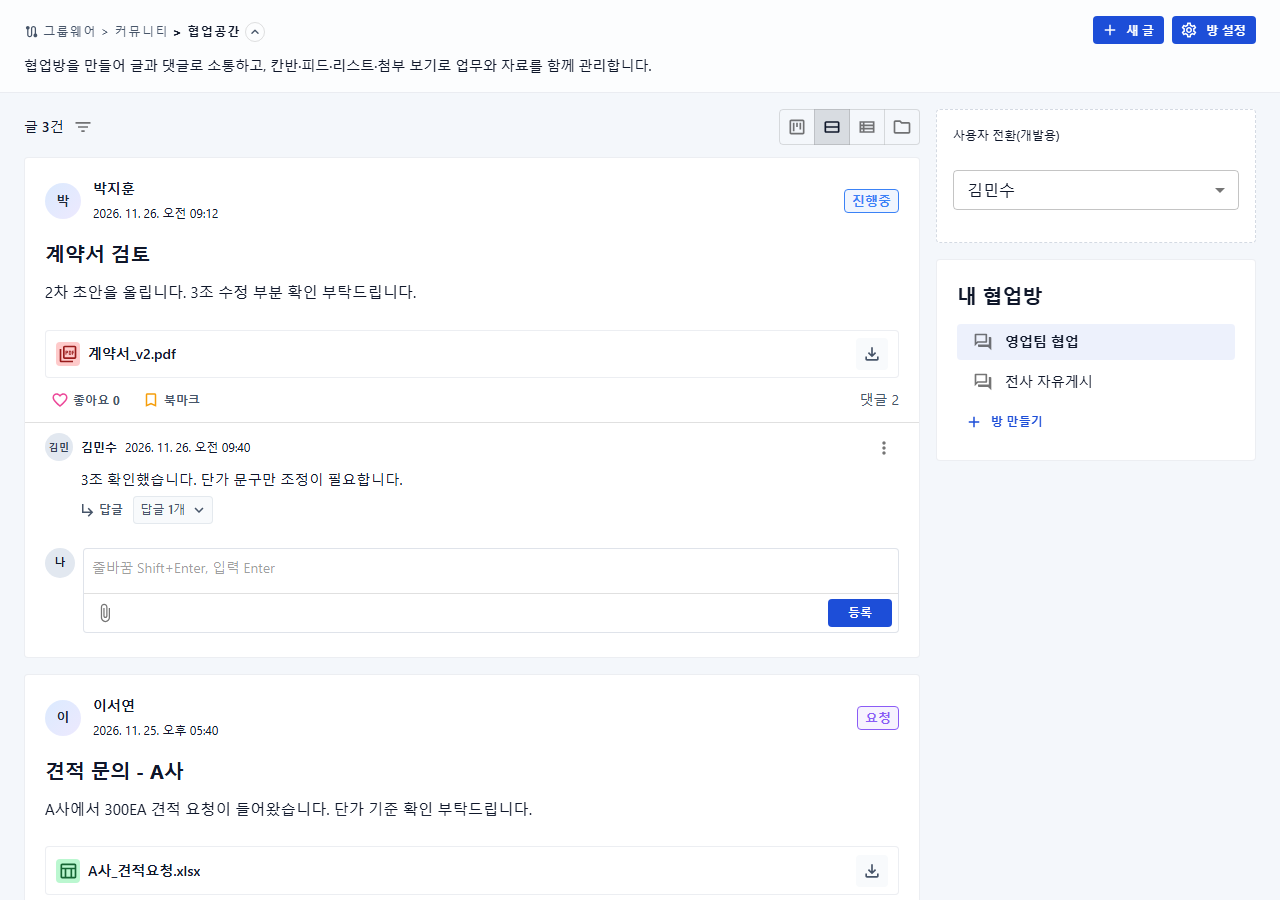 그룹웨어 > 커뮤니티 > 협업공간
새 글
방 설정
협업방을 만들어 글과 댓글로 소통하고, 칸반·피드·리스트·첨부 보기로 업무와 자료를 함께 관리합니다.
글 3건
박
박지훈
2026. 11. 26. 오전 09:12
진행중
계약서 검토
2차 초안을 올립니다. 3조 수정 부분 확인 부탁드립니다.
PDF
계약서_v2.pdf
좋아요 0
북마크
댓글 2
김민
김민수 2026. 11. 26. 오전 09:40
3조 확인했습니다. 단가 문구만 조정이 필요합니다.
답글
답글 1개
나
줄바꿈 Shift+Enter, 입력 Enter
등록
이
이서연
2026. 11. 25. 오후 05:40
요청
견적 문의 - A사
A사에서 300EA 견적 요청이 들어왔습니다. 단가 기준 확인 부탁드립니다.
A사_견적요청.xlsx
사용자 전환(개발용)
김민수
내 협업방
영업팀 협업
전사 자유게시
방 만들기